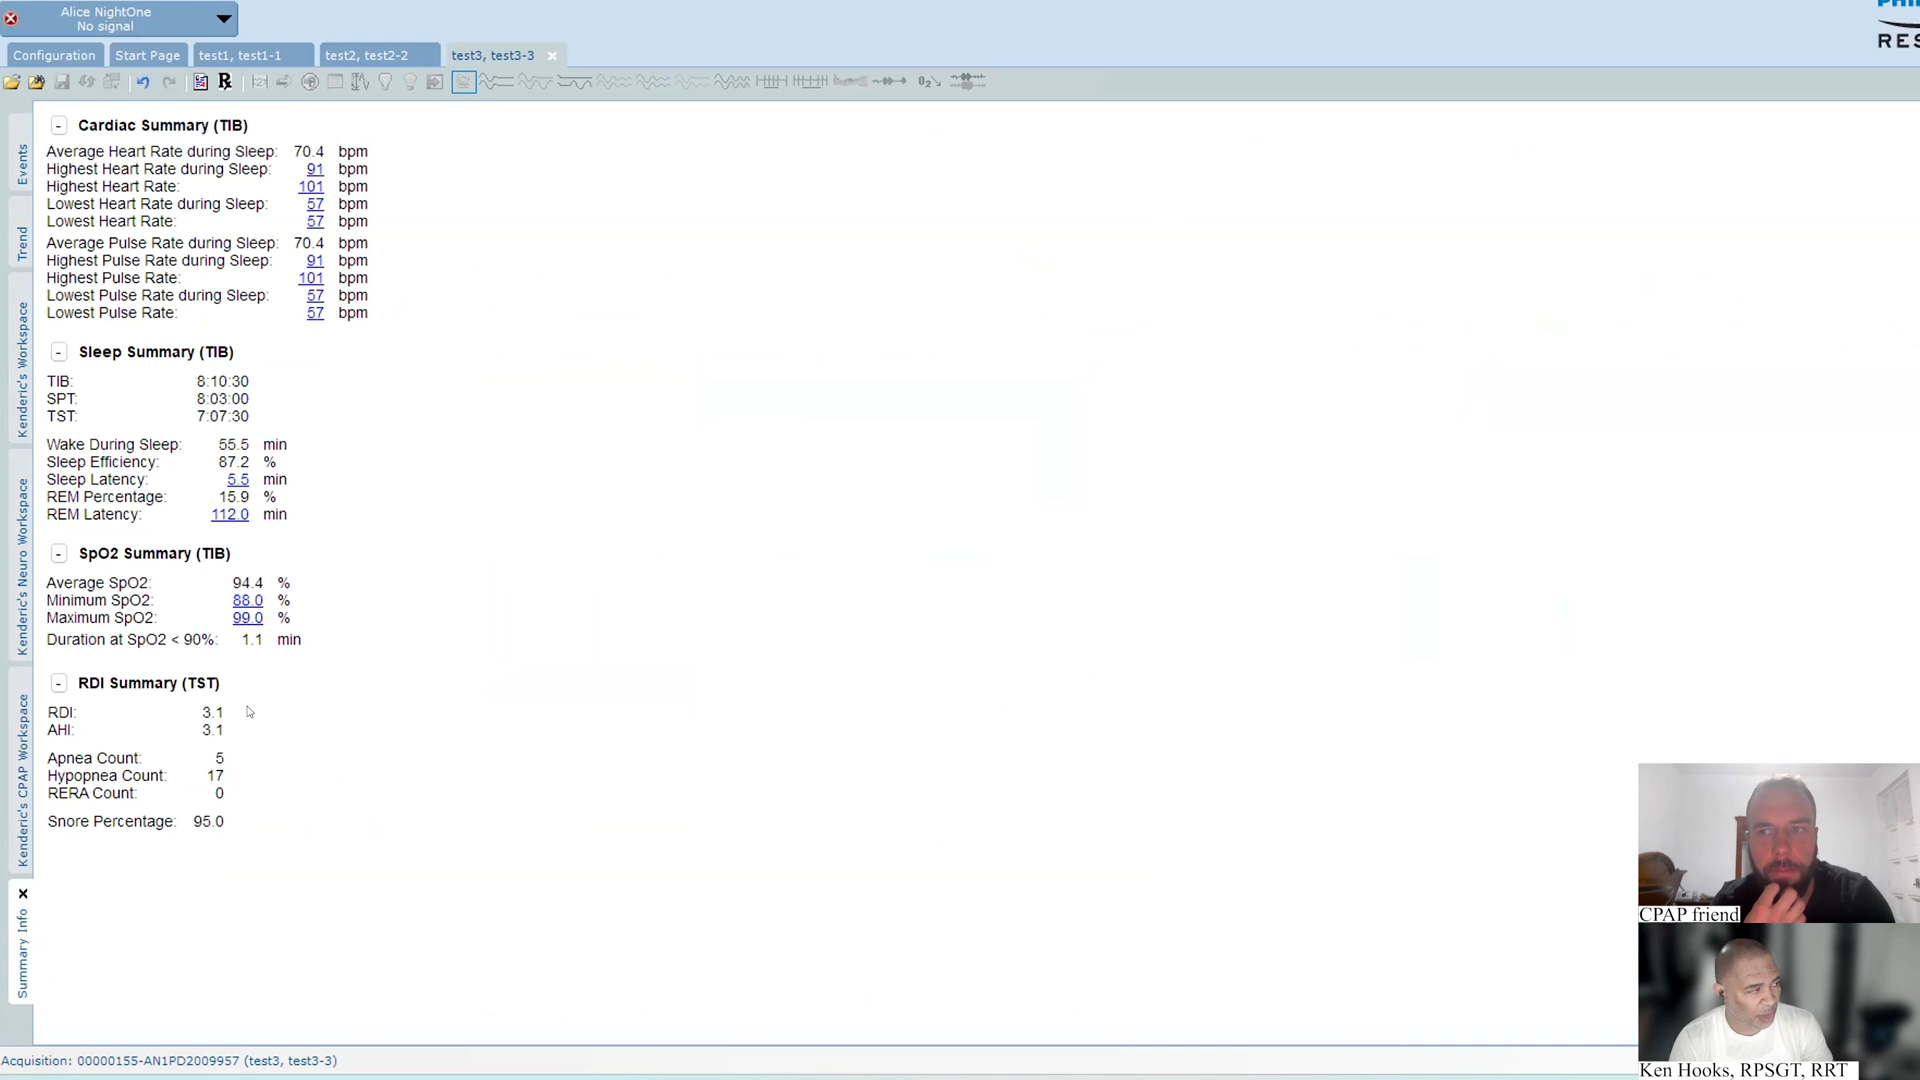 Alice NightOne
No signal
RES
Configuration
Start Page
test1, test1-1
test2, test2-2
test3, test3-3
Events
Trend
Kenderic's Workspace
Kenderic's Neuro Workspace
Kenderic's CPAP Workspace
Summary Info
- Cardiac Summary (TIB)
Average Heart Rate during Sleep: 70.4 bpm
Highest Heart Rate during Sleep: 91 bpm
Highest Heart Rate: 101 bpm
Lowest Heart Rate during Sleep: 57 bpm
Lowest Heart Rate: 57 bpm
Average Pulse Rate during Sleep: 70.4 bpm
Highest Pulse Rate during Sleep: 91 bpm
Highest Pulse Rate: 101 bpm
Lowest Pulse Rate during Sleep: 57 bpm
Lowest Pulse Rate: 57 bpm
- Sleep Summary (TIB)
TIB: 8:10:30
SPT: 8:03:00
TST: 7:07:30
Wake During Sleep: 55.5 min
Sleep Efficiency: 87.2 %
Sleep Latency: 5.5 min
REM Percentage: 15.9 %
REM Latency: 112.0 min
- SpO2 Summary (TIB)
Average SpO2: 94.4 %
Minimum SpO2: 88.0 %
Maximum SpO2: 99.0 %
Duration at SpO2 < 90%: 1.1 min
- RDI Summary (TST)
RDI: 3.1
AHI: 3.1
Apnea Count: 5
Hypopnea Count: 17
RERA Count: 0
Snore Percentage: 95.0
CPAP friend
Ken Hooks, RPSGT, RRT
Acquisition: 00000155-AN1PD2009957 (test3, test3-3)